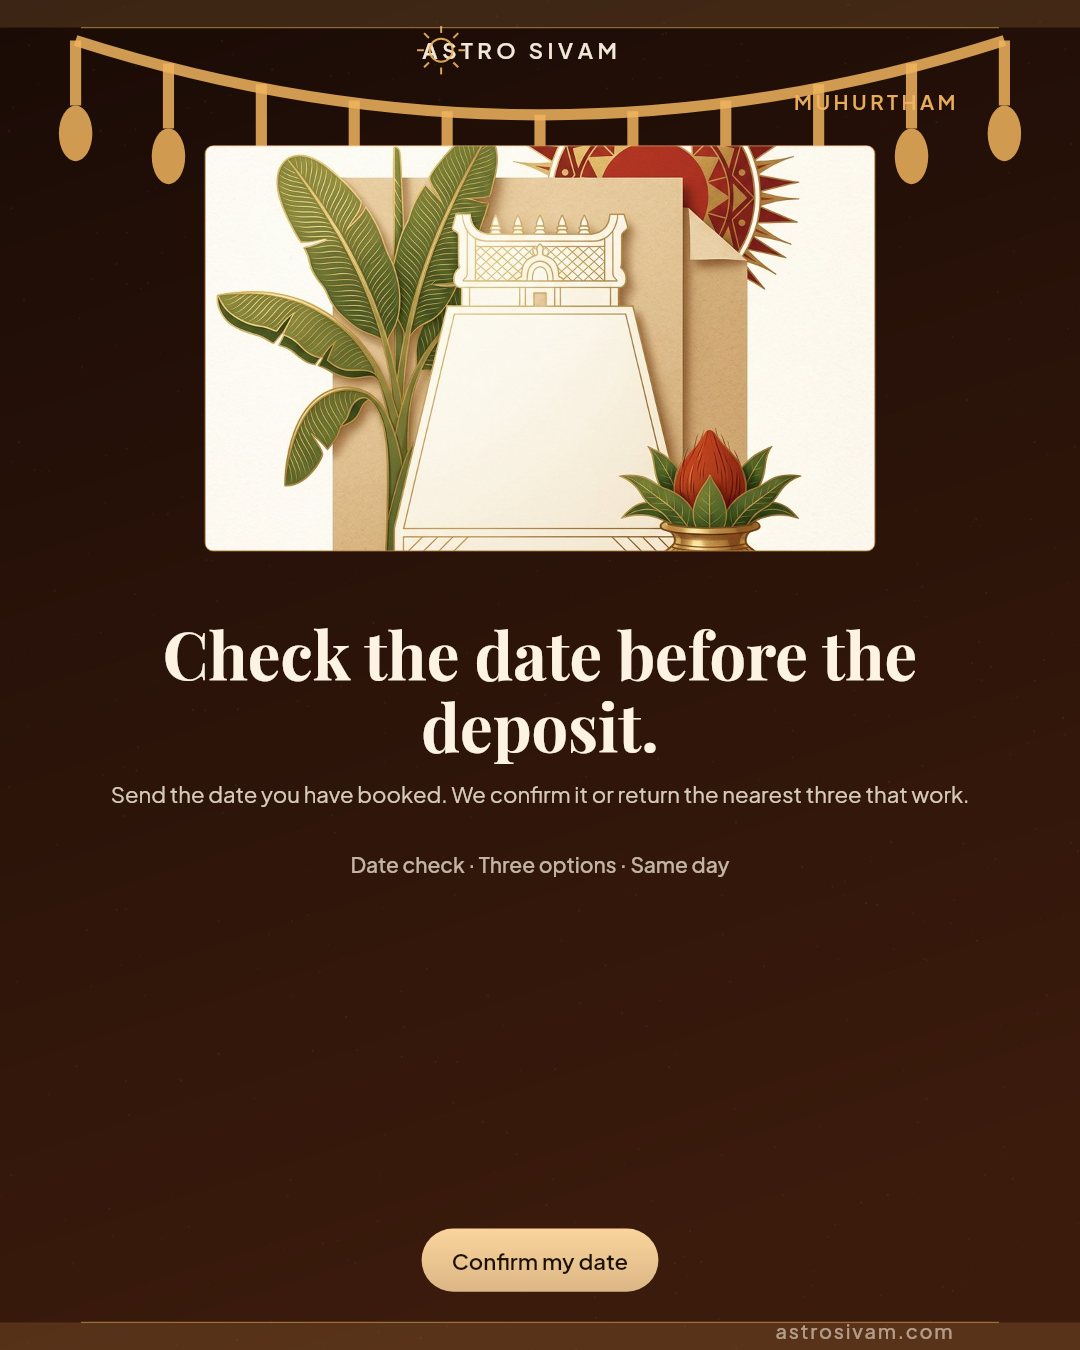 ASTRO SIVAM
MUHURTHAM
Check the date before the
deposit.
Send the date you have booked. We confirm it or return the nearest three that work.
Date check · Three options · Same day
Confirm my date
astrosivam.com